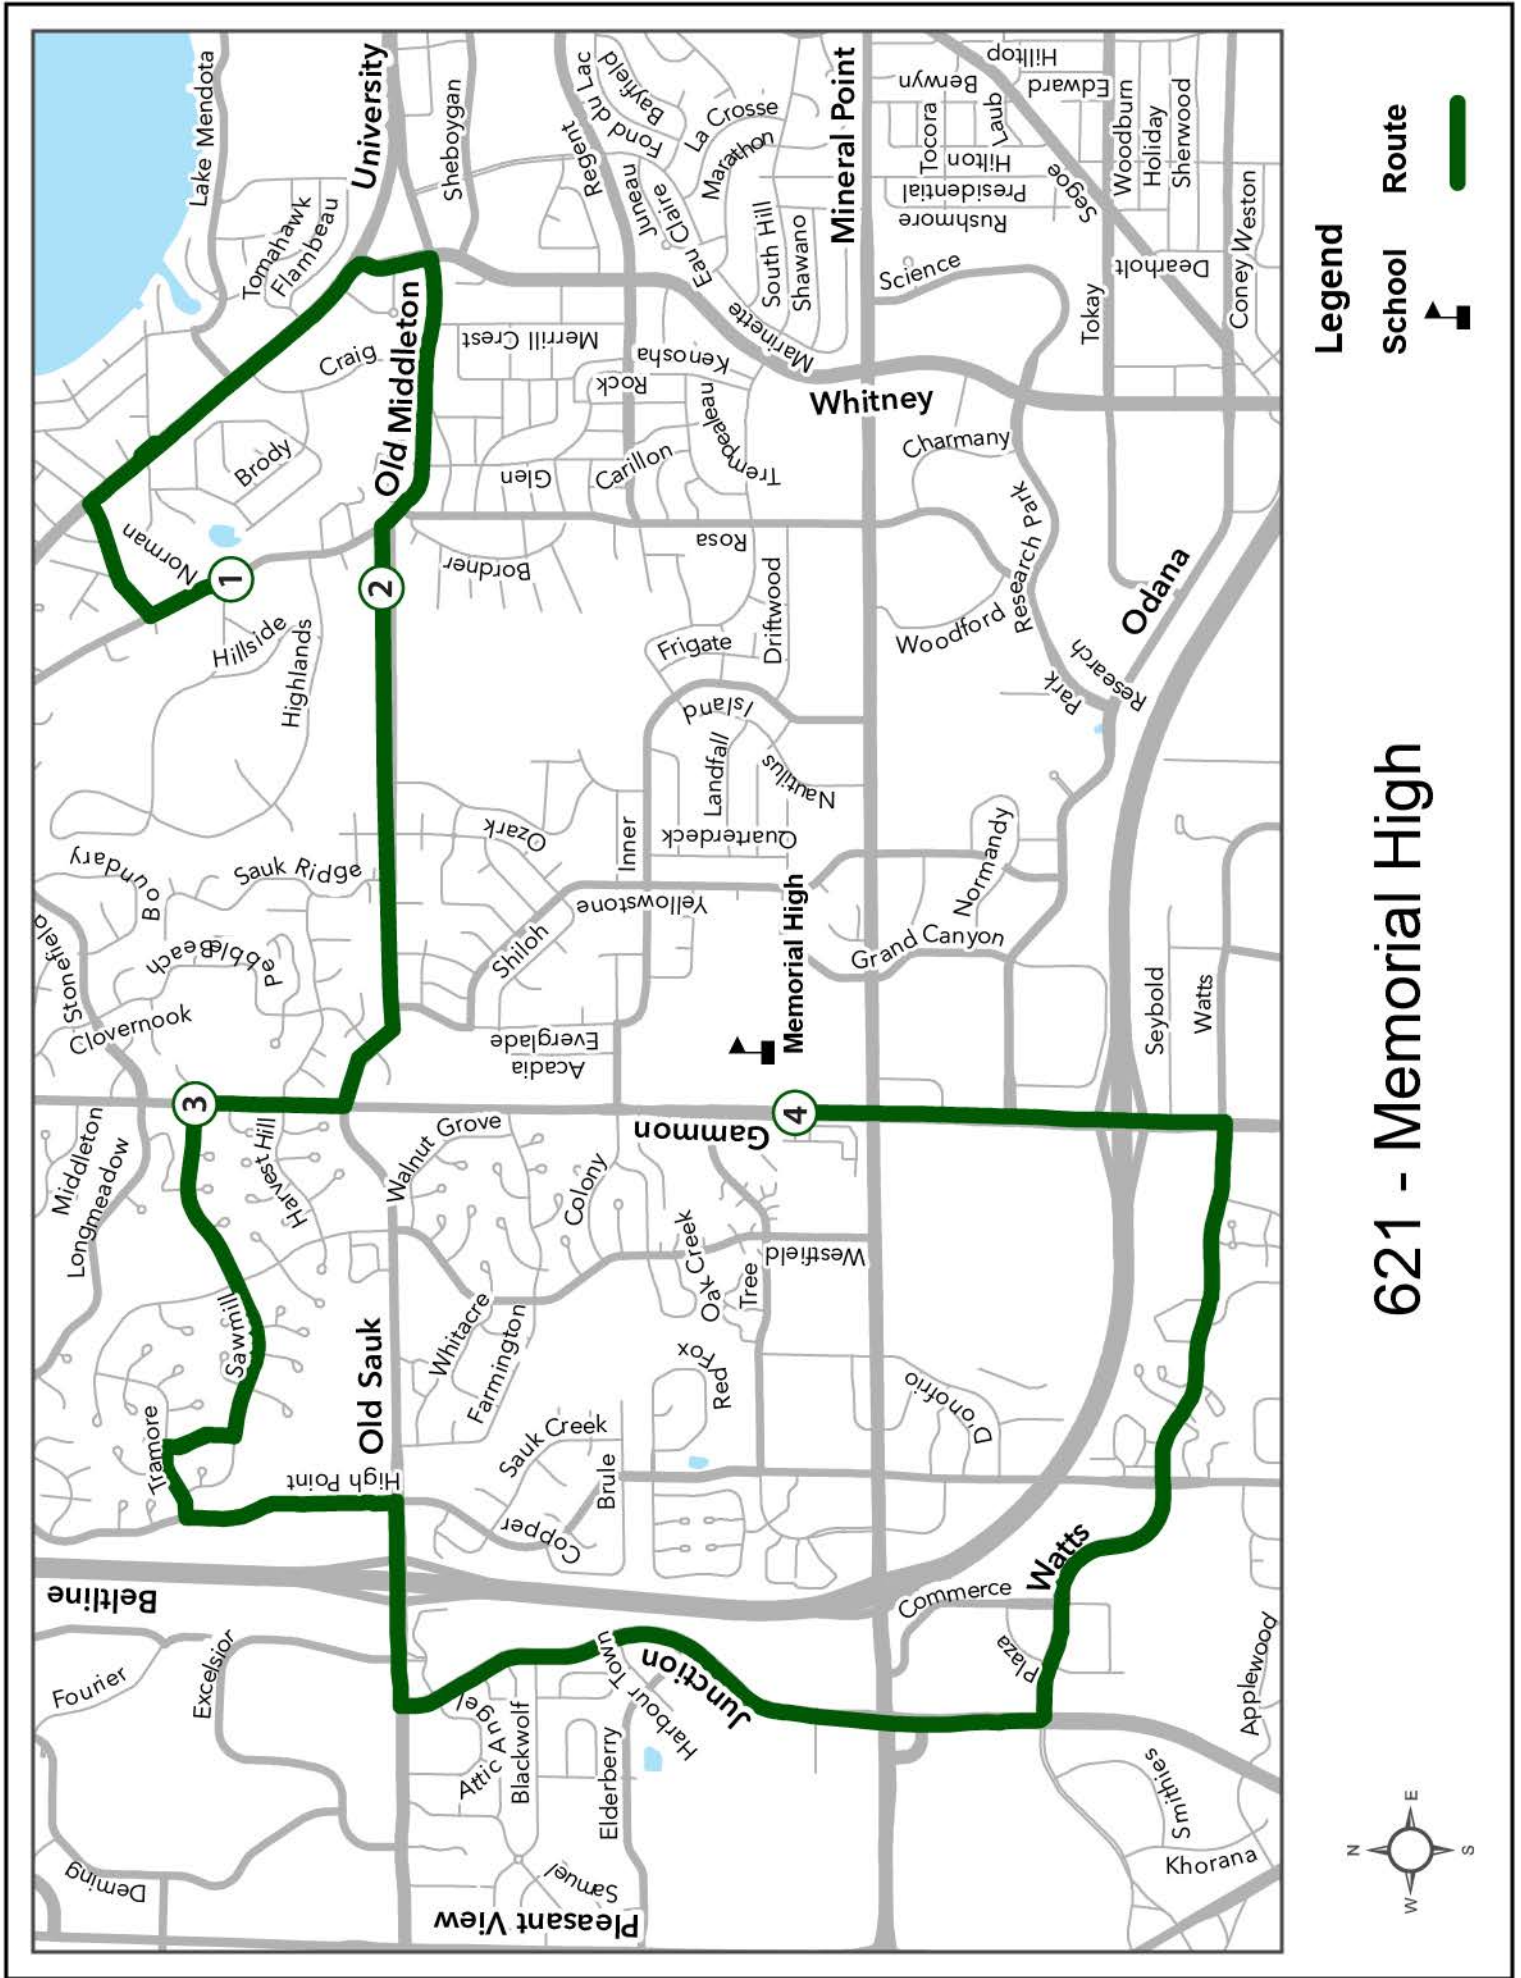 Lake Mendota
University
Sheboygan
Tomahawk
Flambeau
Regent
Fond du Lac
Bayfield
La Crosse
Marathon
Juneau
Eau Claire
South Hill
Shawano
Mineral Point
Berwyn
Hilltop
Tocora
Laub
Edward
Hilton
Presidential
Rushmore
Segoe
Woodburn
Holiday
Sherwood
Dearholt
Coney Weston
Science
Tokay
Craig
Old Middleton
Merrill Crest
Rock
Kenosha
Marinette
Trempealeau
Whitney
Brody
Glen
Carillon
Charmany
Norman
1
2
Bordner
Rosa
Driftwood
Research Park
Hillside
Highlands
Frigate
Woodford
Odana
Research
Park
Island
Landfall
Nautilus
Quarterdeck
Inner
Ozark
Normandy
Boundary
Sauk Ridge
Yellowstone
Shiloh
Memorial High
Grand Canyon
Stonefield
Pebble Beach
Clovernook
Everglade
Acadia
Seybold
Watts
3
4
Middleton
Longmeadow
Harvest Hill
Walnut Grove
Gammon
Colony
Oak Creek
Westfield
Tree
Sawmill
Whitacre
Farmington
Old Sauk
Red Fox
D'onofrio
Tramore
High Point
Sauk Creek
Brule
Copper
Beltline
Watts
Commerce
Plaza
Applewood
Fourier
Excelsior
Junction
Harbour Town
Attic Angel
Blackwolf
Elderberry
Smithies
Khorana
Deming
Samuel
Pleasant View
Legend
School
Route
621 - Memorial High
N
E
S
W